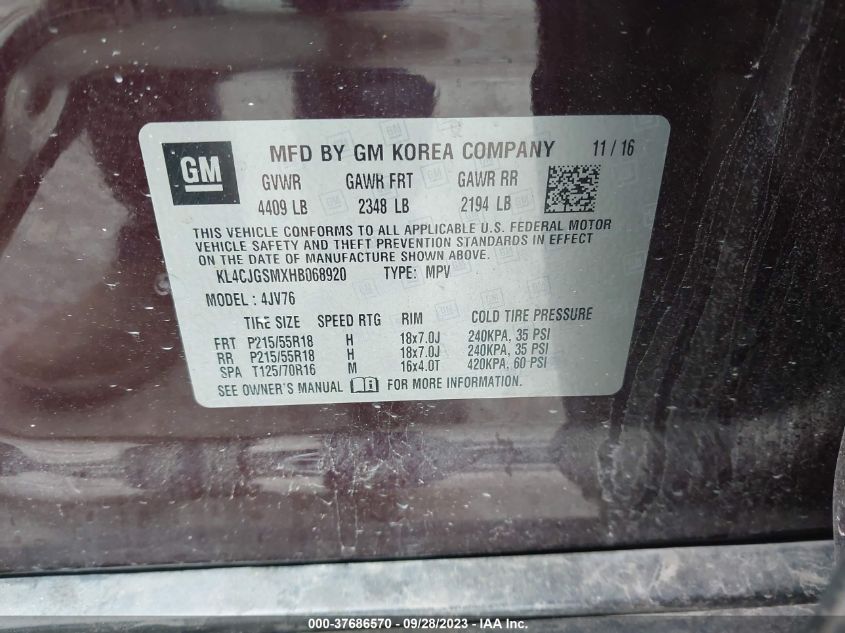 GM MFD BY GM KOREA COMPANY 11 / 16
GVWR GAWR FRT GAWR RR
4409 LB 2348 LB 2194 LB
THIS VEHICLE CONFORMS TO ALL APPLICABLE U.S. FEDERAL MOTOR
VEHICLE SAFETY AND THEFT PREVENTION STANDARDS IN EFFECT
ON THE DATE OF MANUFACTURE SHOWN ABOVE.
KL4CJGSMXHB068920 TYPE: MPV
MODEL : 4JV76
TIRE SIZE SPEED RTG RIM COLD TIRE PRESSURE
FRT P215/55R18 H 18x7.0J 240KPA, 35 PSI
RR P215/55R18 H 18x7.0J 240KPA, 35 PSI
SPA T125/70R16 M 16x4.0T 420KPA, 60 PSI
SEE OWNER'S MANUAL FOR MORE INFORMATION.
000-37686570 / 09/28/2023 / © IAA, Inc.